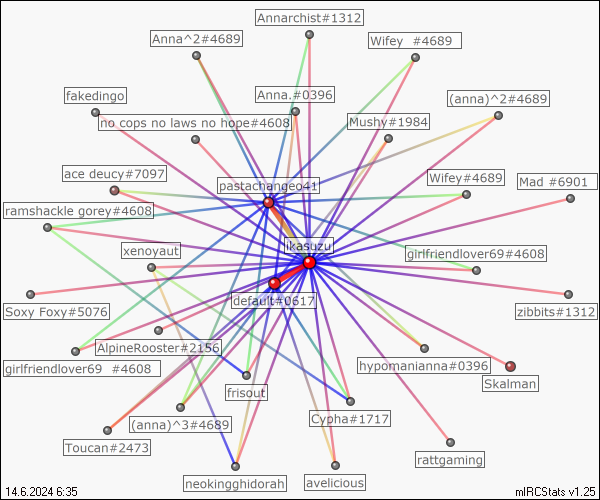 Annarchist#1312
Anna^2#4689
Wifey #4689
fakedingo
Anna.#0396
(anna)^2#4689
no cops no laws no hope#4608
Mushy#1984
ace deucy#7097
pastachangeo41
Wifey#4689
Mad #6901
ramshackle gorey#4608
likasuzu
xenoyaut
girlfriendlover69#4608
default#0617
Soxy Foxy#5076
zibbits#1312
AlpineRooster#2156
girlfriendlover69 #4608
hypomanianna#0396
frisout
Skalman
(anna)^3#4689
Cypha#1717
Toucan#2473
rattgaming
neokingghidorah
avelicious
14.6.2024 6:35
mIRCStats v1.25